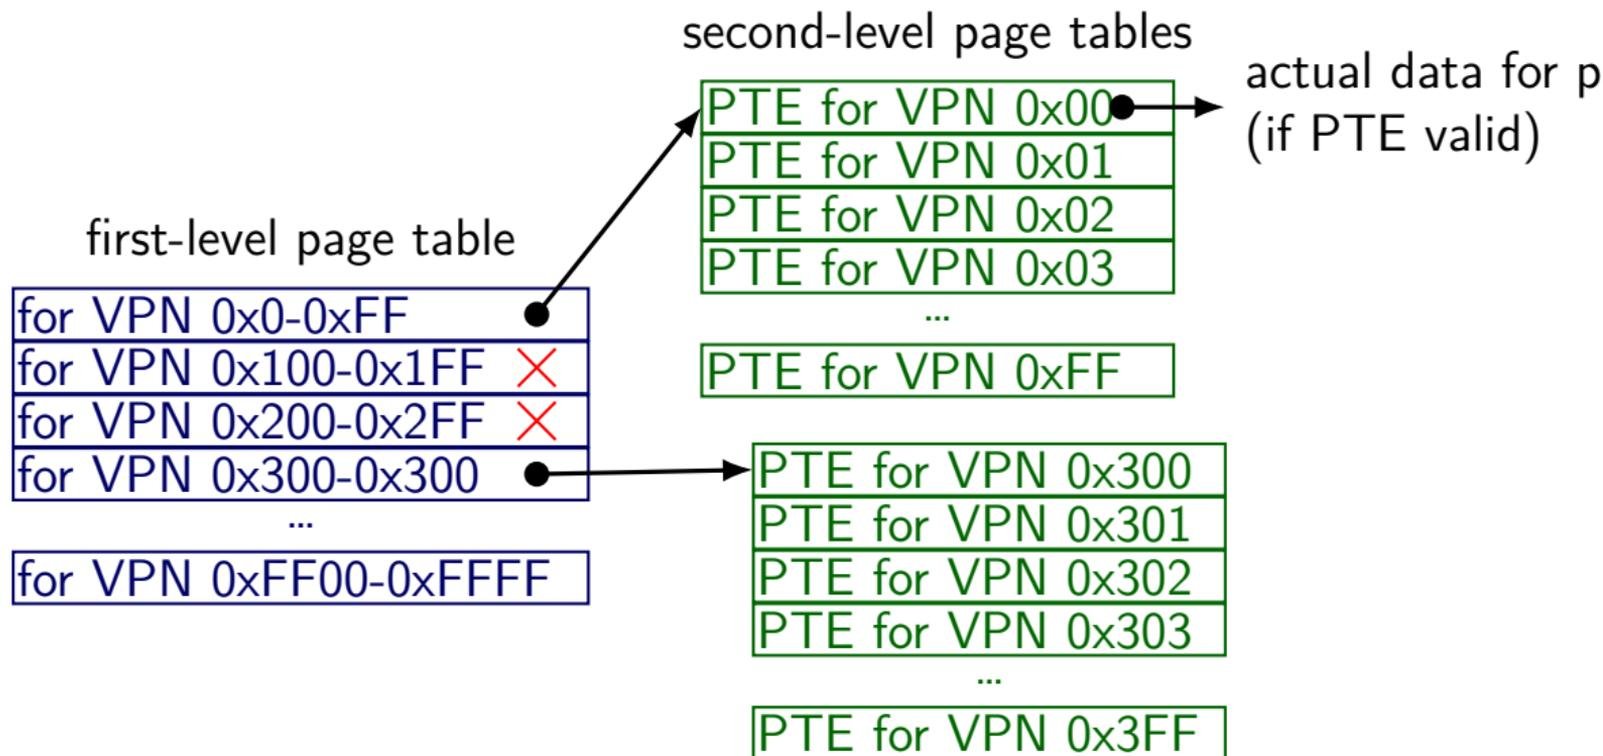 second-level page tables
PTE for VPN 0x00
PTE for VPN 0x01
PTE for VPN 0x02
PTE for VPN 0x03
...
PTE for VPN 0xFF
actual data for p
(if PTE valid)
first-level page table
for VPN 0x0-0xFF
for VPN 0x100-0x1FF
for VPN 0x200-0x2FF
for VPN 0x300-0x300
...
for VPN 0xFF00-0xFFFF
PTE for VPN 0x300
PTE for VPN 0x301
PTE for VPN 0x302
PTE for VPN 0x303
...
PTE for VPN 0x3FF